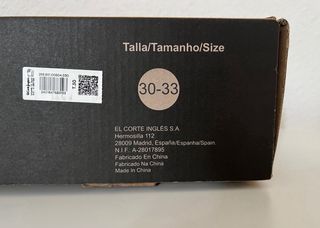 Talla/Tamanho/Size
30-33
EL CORTE INGLÉS S.A
Hermosilla 112
28009 Madrid, España/Espanha/Spain.
N.I.F.: A-28017895
Fabricado En China
Fabricado Na China
Made In China